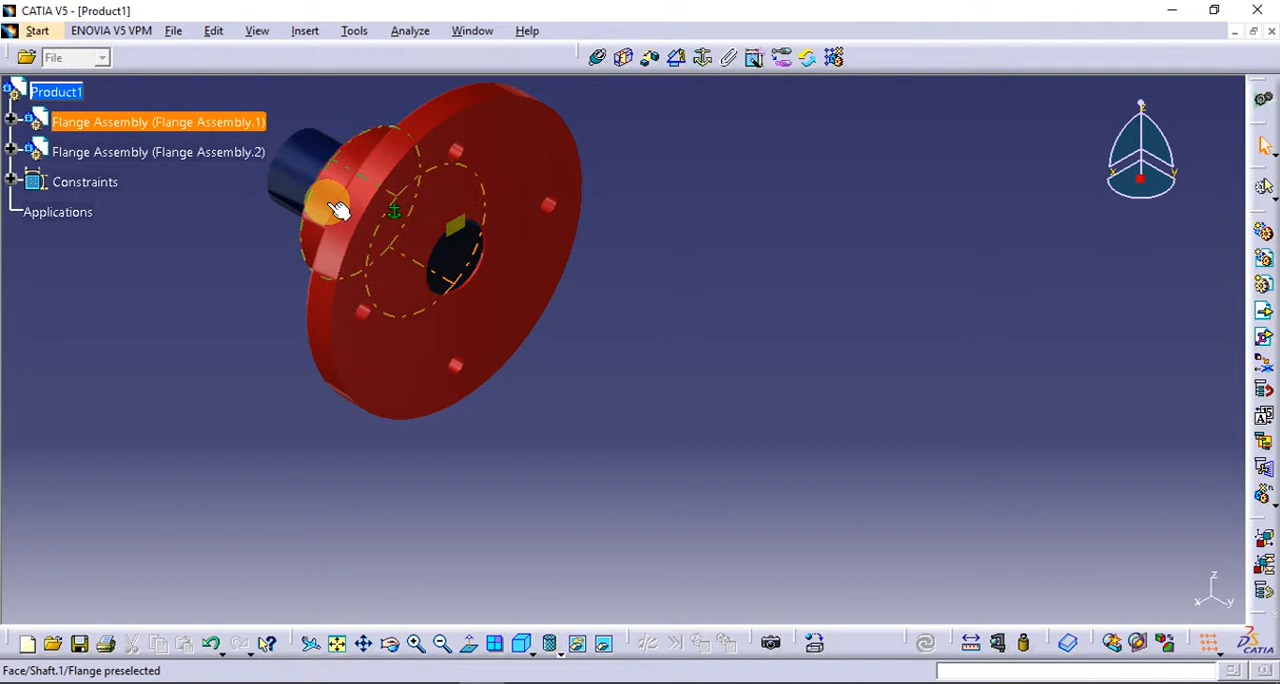 CATIA V5 - [Product1]
Start ENOVIA V5 VPM File Edit View Insert Tools Analyze Window Help
File
Product1
Flange Assembly (Flange Assembly.1)
Flange Assembly (Flange Assembly.2)
Constraints
Applications
z
x y
CATIA
Face/Shaft.1/Flange preselected